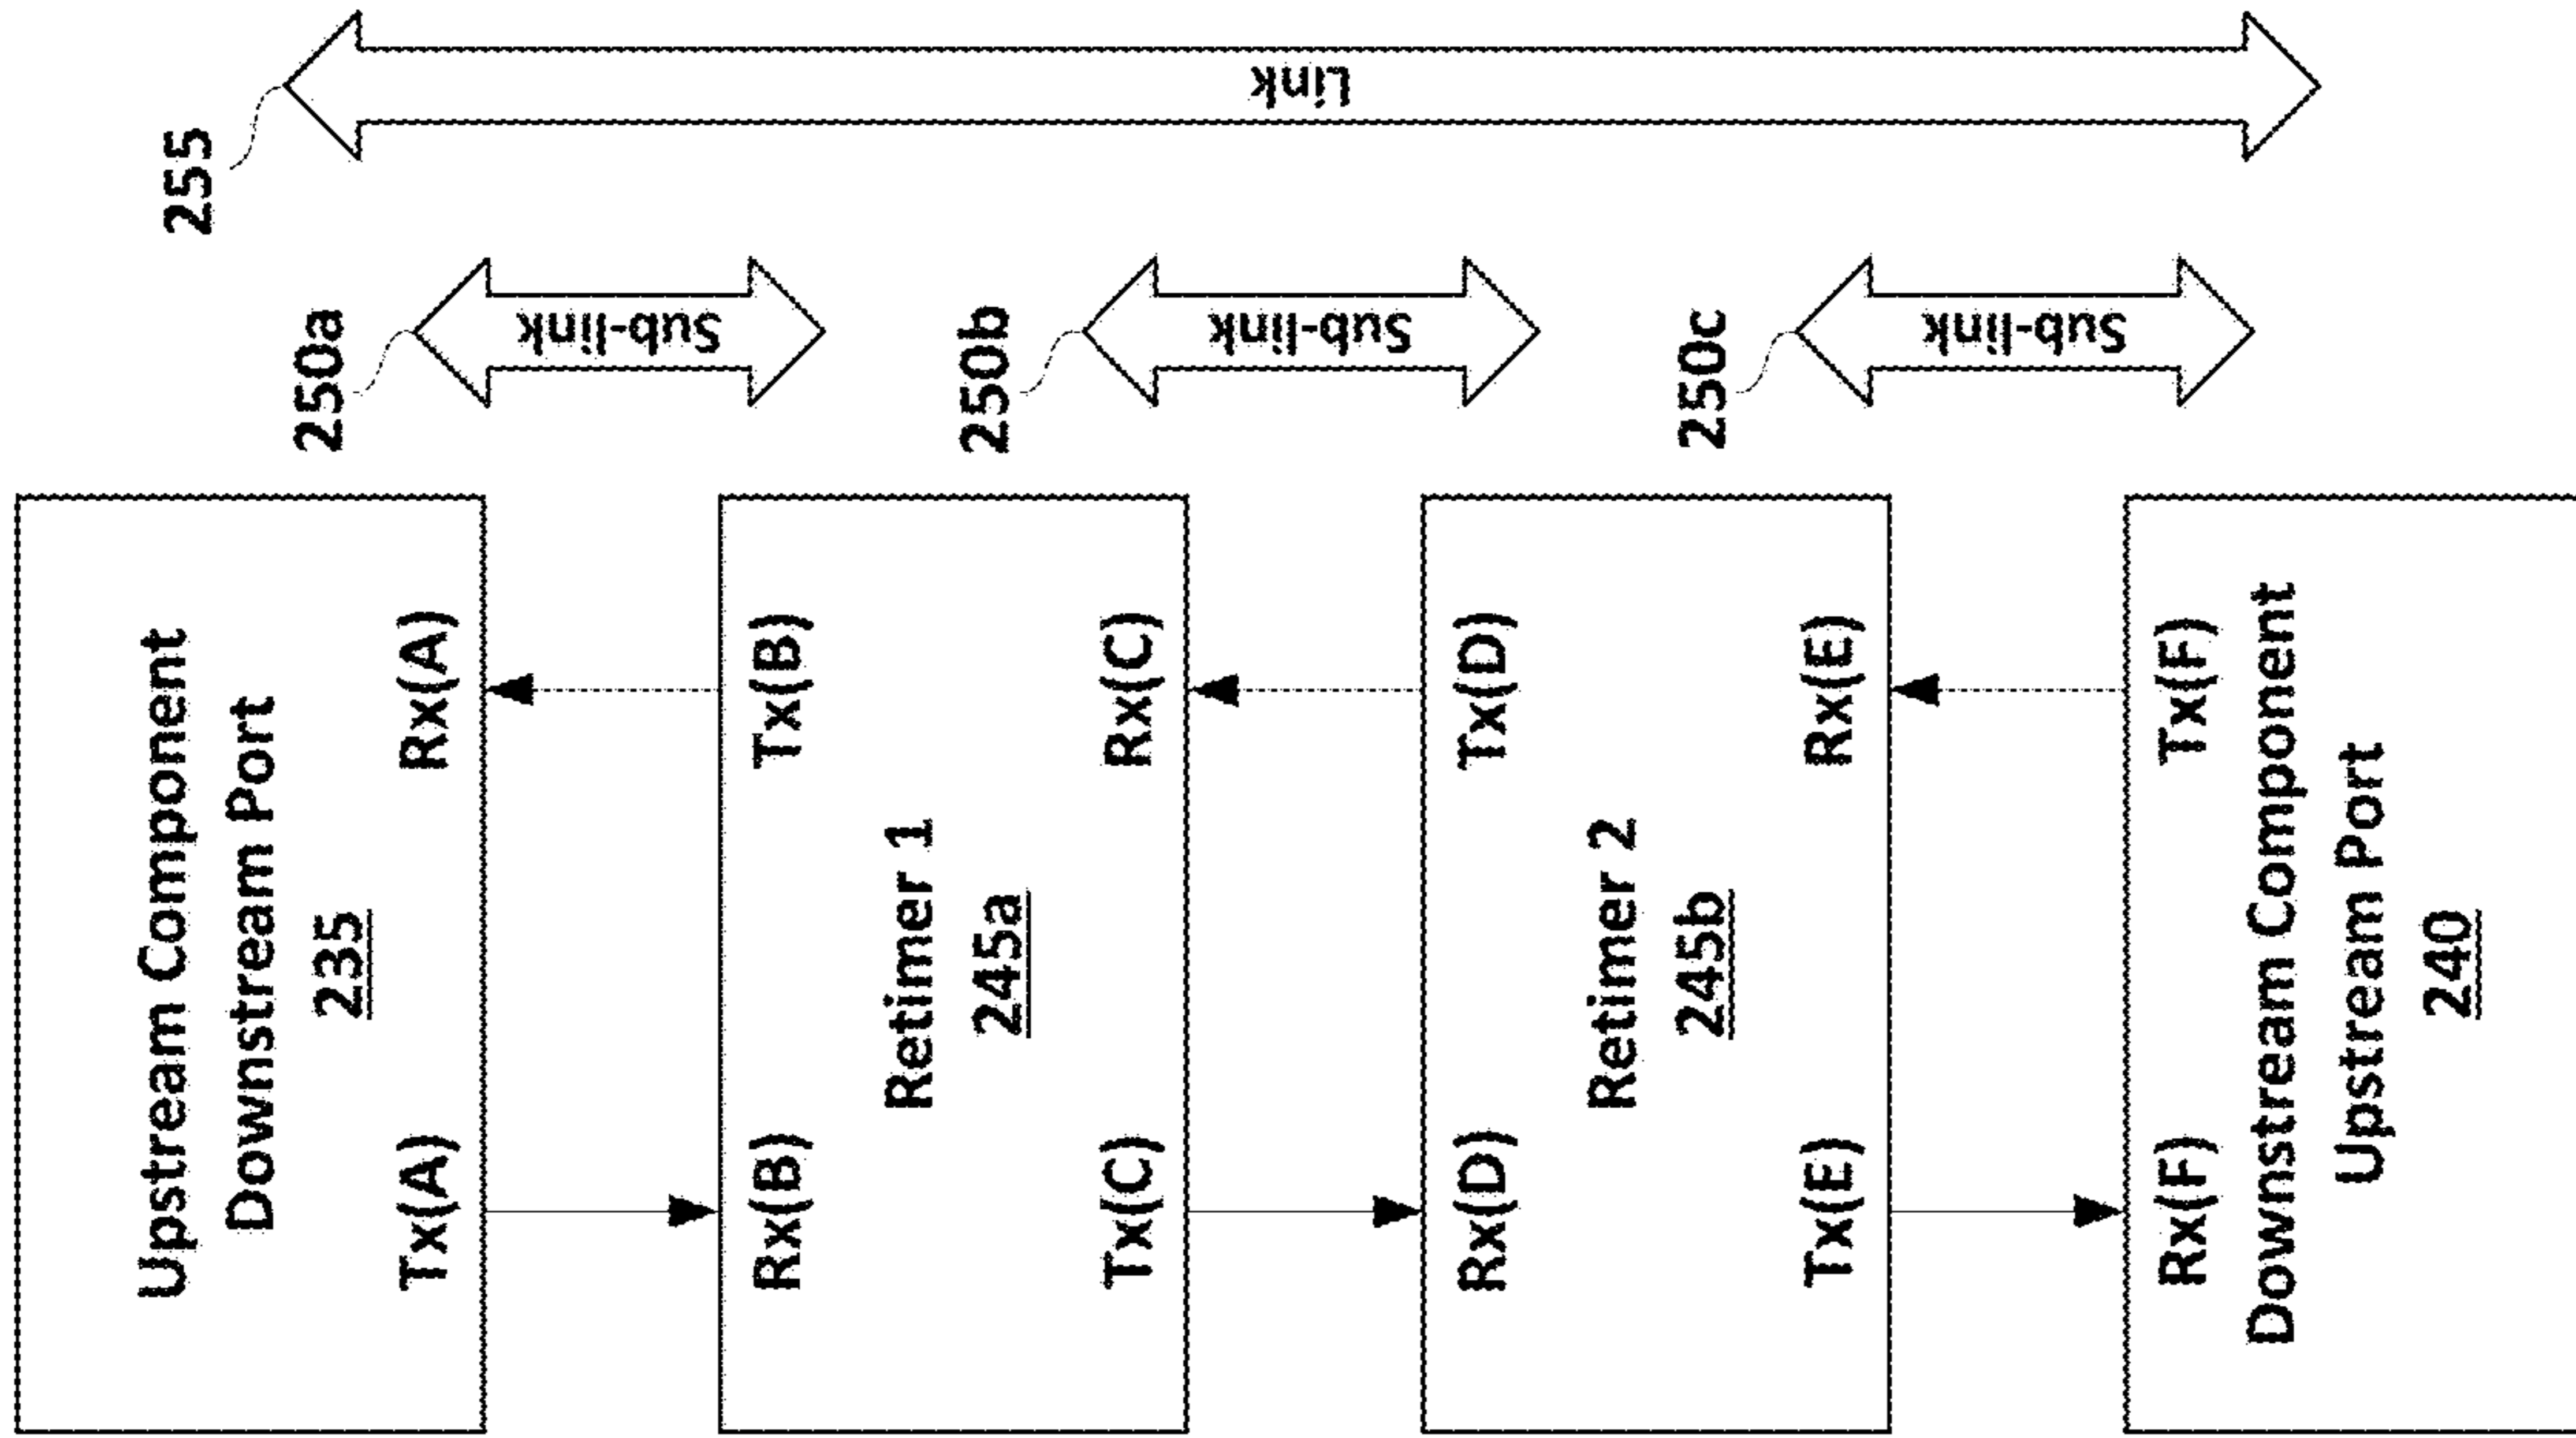 Upstream Component
Downstream Port
235
Tx(A)
Rx(A)
250a
Sub-link
255
Link
Rx(B)
Tx(B)
Retimer 1
245a
Tx(C)
Rx(C)
250b
Sub-link
Rx(D)
Tx(D)
Retimer 2
245b
Tx(E)
Rx(E)
250c
Sub-link
Rx(F)
Tx(F)
Downstream Component
Upstream Port
240